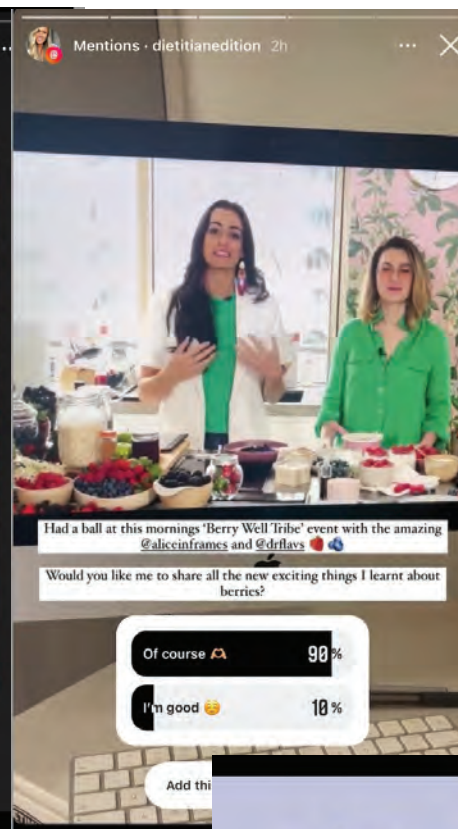 Mentions · dietitianedition 2h
Had a ball at this mornings 'Berry Well Tribe' event with the amazing
@aliceinframes and @drflavs 🍓 🫐
Would you like me to share all the new exciting things I learnt about
berries?
Of course 🫶🏼 90%
I'm good 😌 10%
Add thi